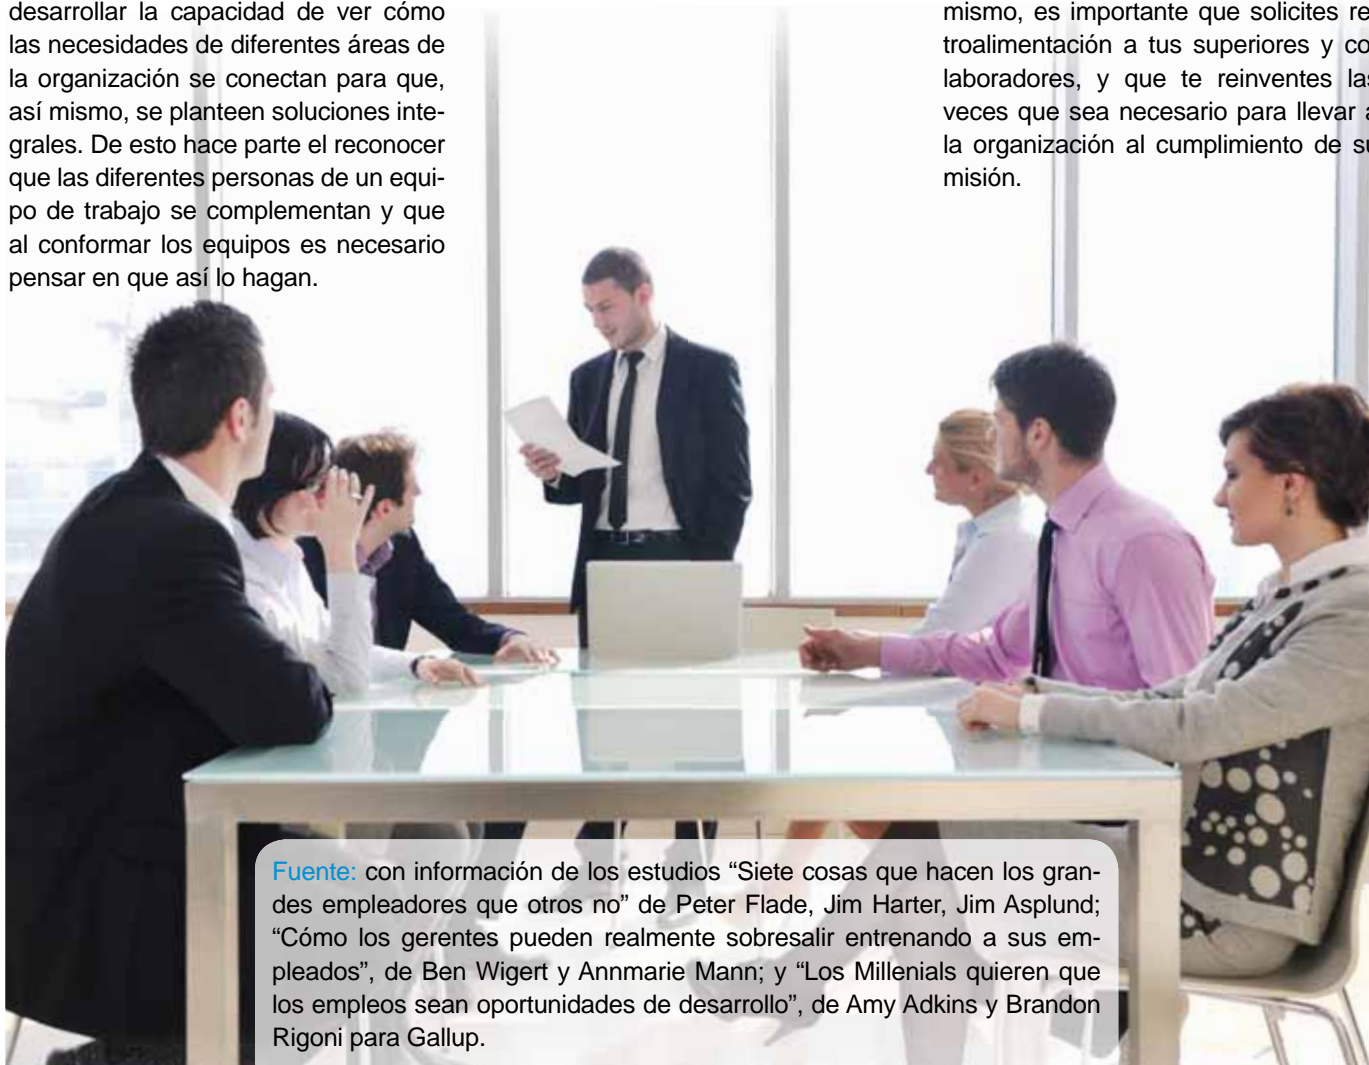 desarrollar la capacidad de ver cómo
las necesidades de diferentes áreas de
la organización se conectan para que,
así mismo, se planteen soluciones inte-
grales. De esto hace parte el reconocer
que las diferentes personas de un equi-
po de trabajo se complementan y que
al conformar los equipos es necesario
pensar en que así lo hagan.
mismo, es importante que solicites re
troalimentación a tus superiores y co
laboradores, y que te reinventes las
veces que sea necesario para llevar a
la organización al cumplimiento de su
misión.
Fuente: con información de los estudios “Siete cosas que hacen los gran-
des empleadores que otros no” de Peter Flade, Jim Harter, Jim Asplund;
“Cómo los gerentes pueden realmente sobresalir entrenando a sus em-
pleados”, de Ben Wigert y Annmarie Mann; y “Los Millenials quieren que
los empleos sean oportunidades de desarrollo”, de Amy Adkins y Brandon
Rigoni para Gallup.